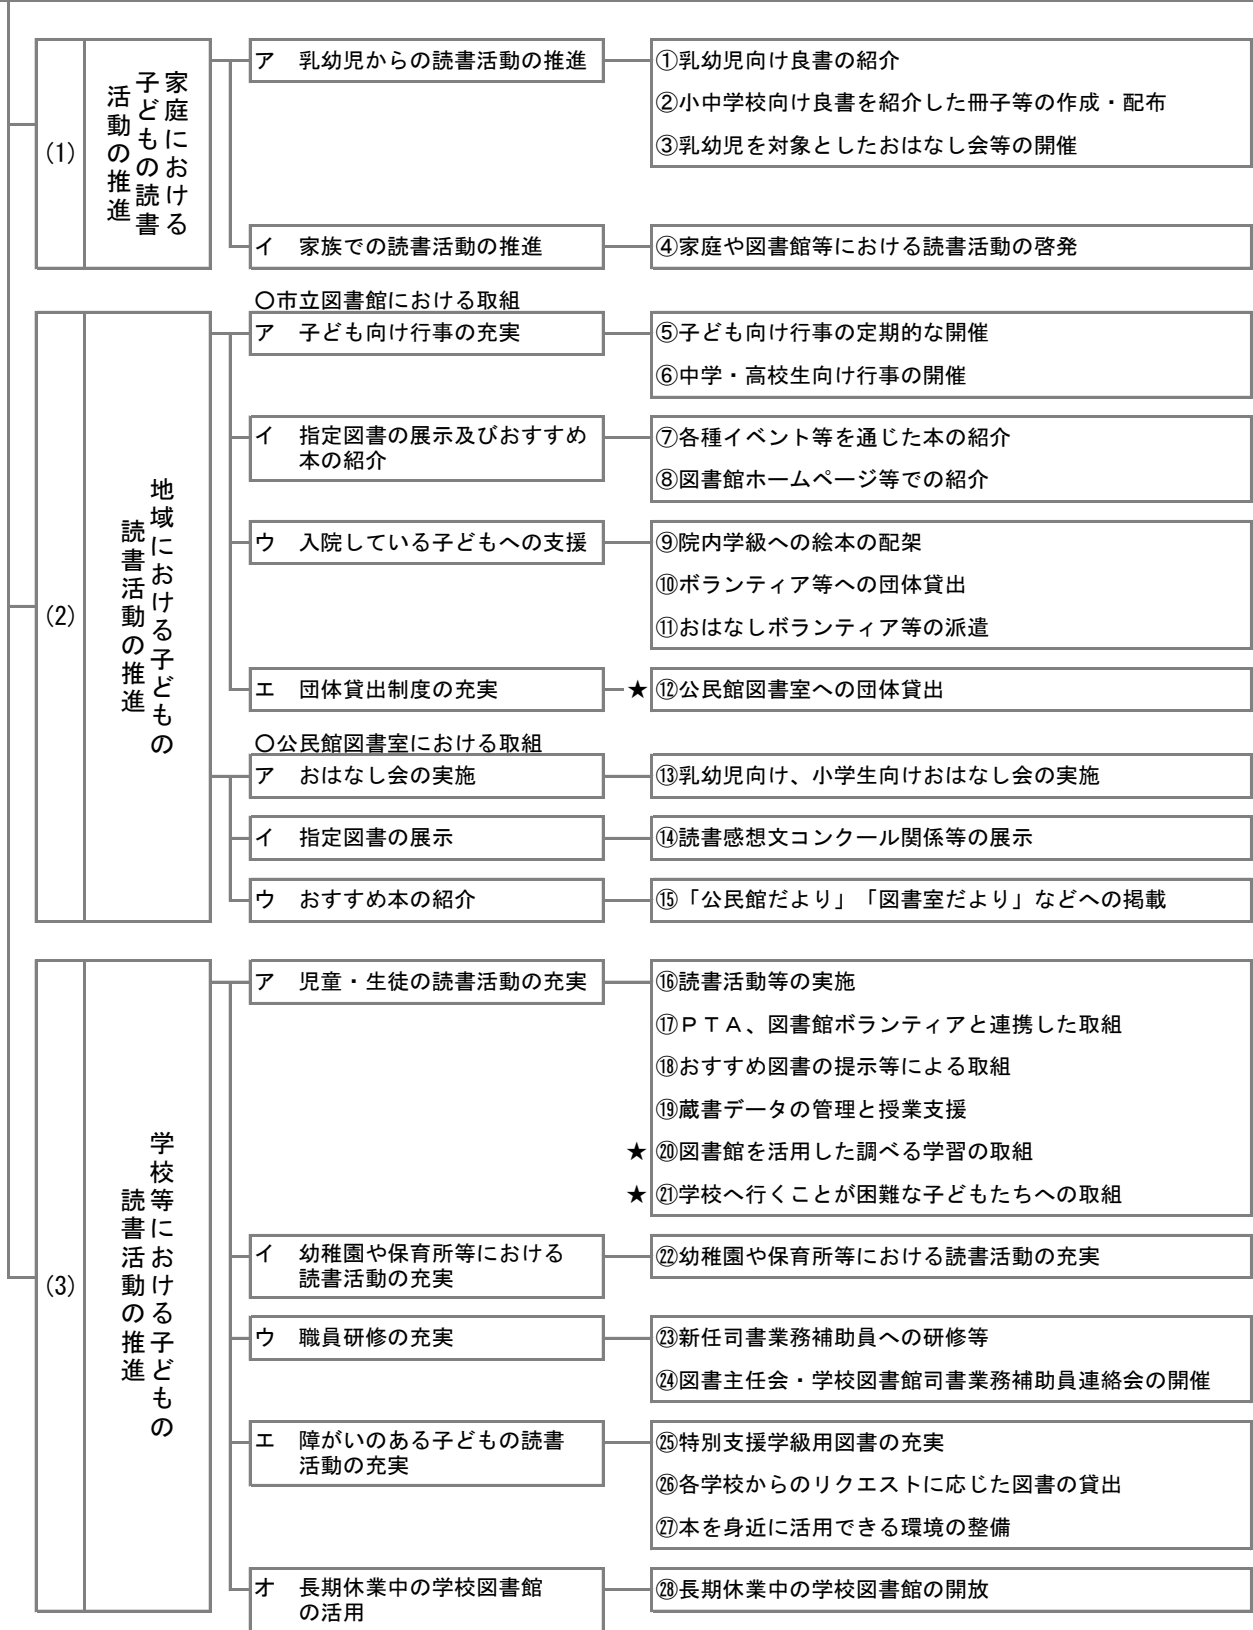 (1)
家庭における
子どもの読書
活動の推進
ア 乳幼児からの読書活動の推進
①乳幼児向け良書の紹介
②小中学校向け良書を紹介した冊子等の作成・配布
③乳幼児を対象としたおはなし会等の開催
イ 家族での読書活動の推進
④家庭や図書館等における読書活動の啓発
(2)
地域における子どもの
読書活動の推進
〇市立図書館における取組
ア 子ども向け行事の充実
⑤子ども向け行事の定期的な開催
⑥中学・高校生向け行事の開催
イ 指定図書の展示及びおすすめ
本の紹介
⑦各種イベント等を通じた本の紹介
⑧図書館ホームページ等での紹介
ウ 入院している子どもへの支援
⑨院内学級への絵本の配架
⑩ボランティア等への団体貸出
⑪おはなしボランティア等の派遣
エ 団体貸出制度の充実
★ ⑫公民館図書室への団体貸出
〇公民館図書室における取組
ア おはなし会の実施
⑬乳幼児向け、小学生向けおはなし会の実施
イ 指定図書の展示
⑭読書感想文コンクール関係等の展示
ウ おすすめ本の紹介
⑮「公民館だより」「図書室だより」などへの掲載
(3)
学校等における子どもの
読書活動の推進
ア 児童・生徒の読書活動の充実
⑯読書活動等の実施
⑰ＰＴＡ、図書館ボランティアと連携した取組
⑱おすすめ図書の提示等による取組
⑲蔵書データの管理と授業支援
★ ⑳図書館を活用した調べる学習の取組
★ ㉑学校へ行くことが困難な子どもたちへの取組
イ 幼稚園や保育所等における
読書活動の充実
㉒幼稚園や保育所等における読書活動の充実
ウ 職員研修の充実
㉓新任司書業務補助員への研修等
㉔図書主任会・学校図書館司書業務補助員連絡会の開催
エ 障がいのある子どもの読書
活動の充実
㉕特別支援学級用図書の充実
㉖各学校からのリクエストに応じた図書の貸出
㉗本を身近に活用できる環境の整備
オ 長期休業中の学校図書館
の活用
㉘長期休業中の学校図書館の開放